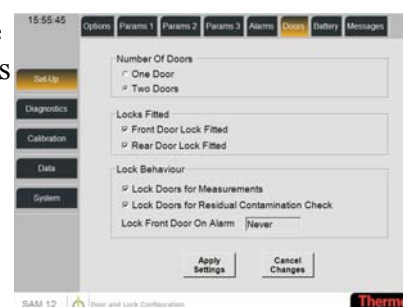 15:55:45
Options Params 1 Params 2 Params 3 Alarms Doors Battery Messages
Number Of Doors
One Door
Set-Up
Two Doors
Diagnostics
Locks Fitted
Front Door Lock Fitted
Calibration
Rear Door Lock Fitted
Data
Lock Behaviour
Lock Doors for Measurements
System
Lock Doors for Residual Contamination Check
Lock Front Door On Alarm Never
Apply Settings
Cancel Changes
SAM 12 Door and Lock Configuration
Thermo